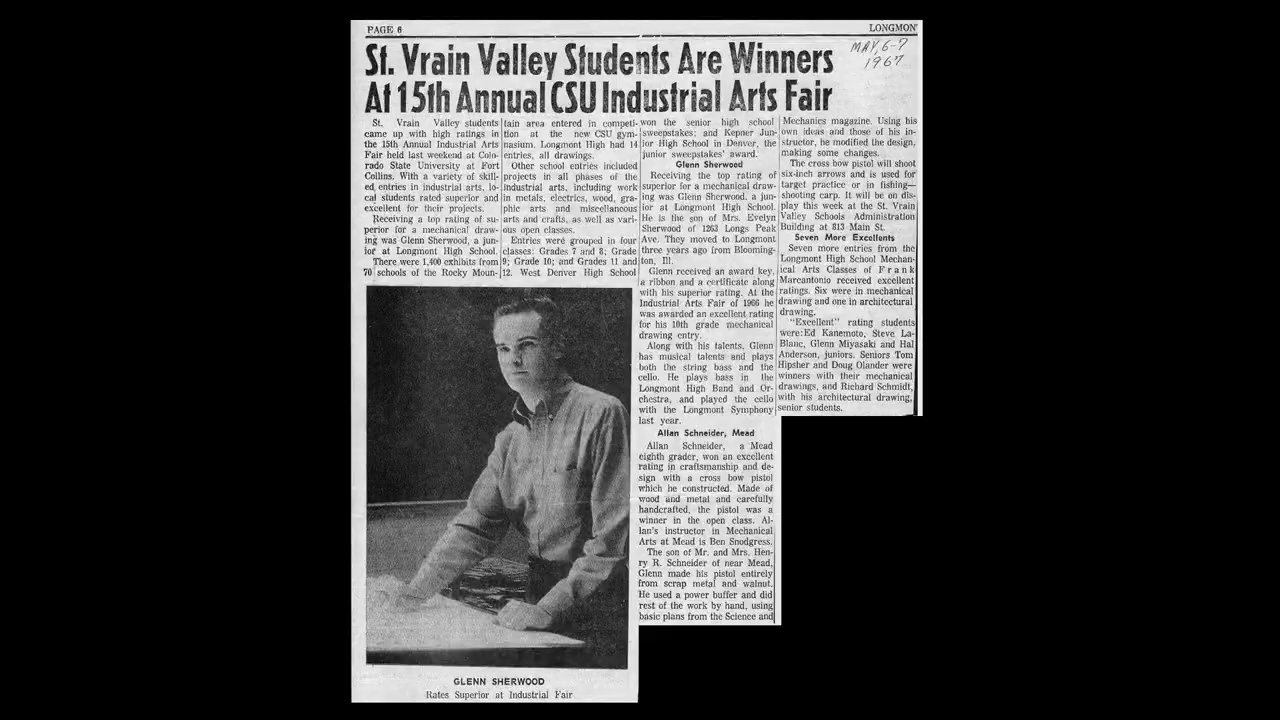 PAGE 6
LONGMON
MAY, 6-7
1967
St. Vrain Valley Students Are Winners
At 15th Annual CSU Industrial Arts Fair
St. Vrain Valley students
came up with high ratings in
the 15th Annual Industrial Arts
Fair held last weekend at Colo-
rado State University at Fort
Collins. With a variety of skill-
ed entries in industrial arts, lo-
cal students rated superior and
excellent for their projects.
Receiving a top rating of su-
perior for a mechanical draw-
ing was Glenn Sherwood, a jun-
ior at Longmont High School.
There were 1,400 exhibits from
70 schools of the Rocky Moun-
tain area entered in competi-
tion at the new CSU gym-
nasium. Longmont High had 14
entries, all drawings.
Other school entries included
projects in all phases of the
industrial arts, including work
in metals, electrics, wood, gra-
phic arts and miscellaneous
arts and crafts, as well as vari-
ous open classes.
Entries were grouped in four
classes: Grades 7 and 8; Grade
9; Grade 10; and Grades 11 and
12. West Denver High School
won the senior high school
sweepstakes; and Kepner Jun-
ior High School in Denver, the
junior sweepstakes' award.
Glenn Sherwood
Receiving the top rating of
superior for a mechanical draw-
ing was Glenn Sherwood, a jun-
ior at Longmont High School.
He is the son of Mrs. Evelyn
Sherwood of 1263 Longs Peak
Ave. They moved to Longmont
three years ago from Blooming-
ton, Ill.
Glenn received an award key,
a ribbon and a certificate along
with his superior rating. At the
Industrial Arts Fair of 1966 he
was awarded an excellent rating
for his 10th grade mechanical
drawing entry.
Along with his talents, Glenn
has musical talents and plays
both the string bass and the
cello. He plays bass in the
Longmont High Band and Or-
chestra, and played the cello
with the Longmont Symphony
last year.
Allan Schneider, Mead
Allan Schneider, a Mead
eighth grader, won an excellent
rating in craftsmanship and de-
sign with a cross bow pistol
which he constructed. Made of
wood and metal and carefully
handcrafted, the pistol was a
winner in the open class. Al-
lan's instructor in Mechanical
Arts at Mead is Ben Snodgress.
The son of Mr. and Mrs. Hen-
ry R. Schneider of near Mead,
Glenn made his pistol entirely
from scrap metal and walnut.
He used a power buffer and did
rest of the work by hand, using
basic plans from the Science and
Mechanics magazine. Using his
own ideas and those of his in-
structor, he modified the design,
making some changes.
The cross bow pistol will shoot
six-inch arrows and is used for
target practice or in fishing—
shooting carp. It will be on dis-
play this week at the St. Vrain
Valley Schools Administration
Building at 813 Main St.
Seven More Excellents
Seven more entries from the
Longmont High School Mechan-
ical Arts Classes of Frank
Marcantonio received excellent
ratings. Six were in mechanical
drawing and one in architectural
drawing.
"Excellent" rating students
were:Ed Kanemoto, Steve La-
Blanc, Glenn Miyasaki and Hal
Anderson, juniors. Seniors Tom
Hipsher and Doug Olander were
winners with their mechanical
drawings, and Richard Schmidt,
with his architectural drawing,
senior students.
GLENN SHERWOOD
Rates Superior at Industrial Fair